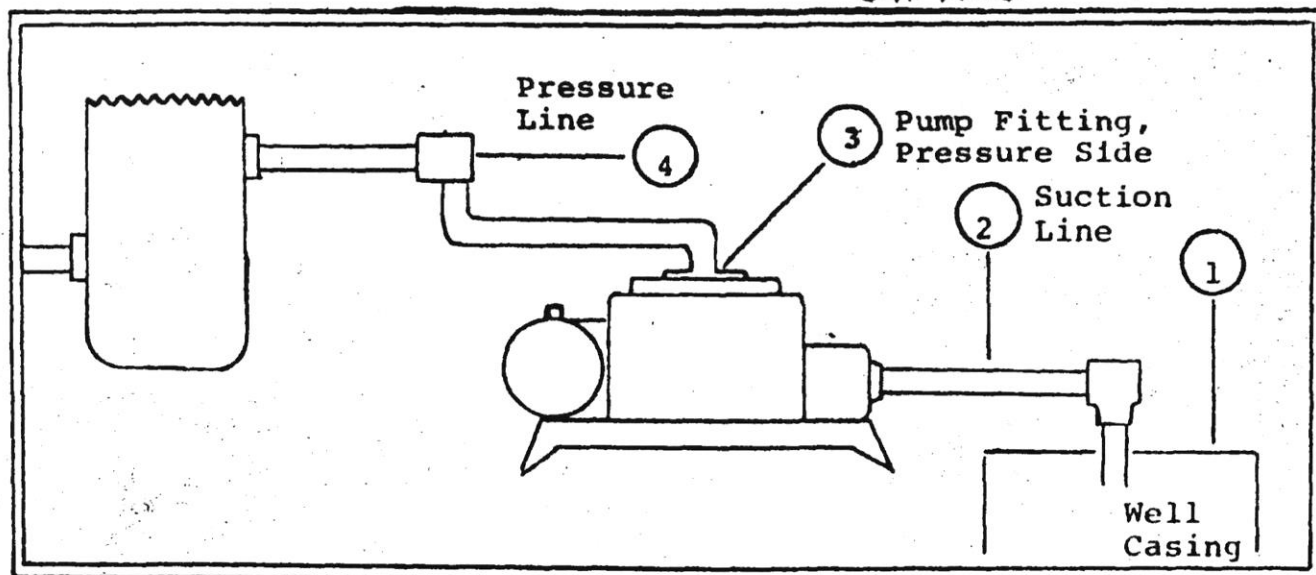 Pressure
Line
4
3
Pump Fitting,
Pressure Side
2
Suction
Line
1
Well
Casing